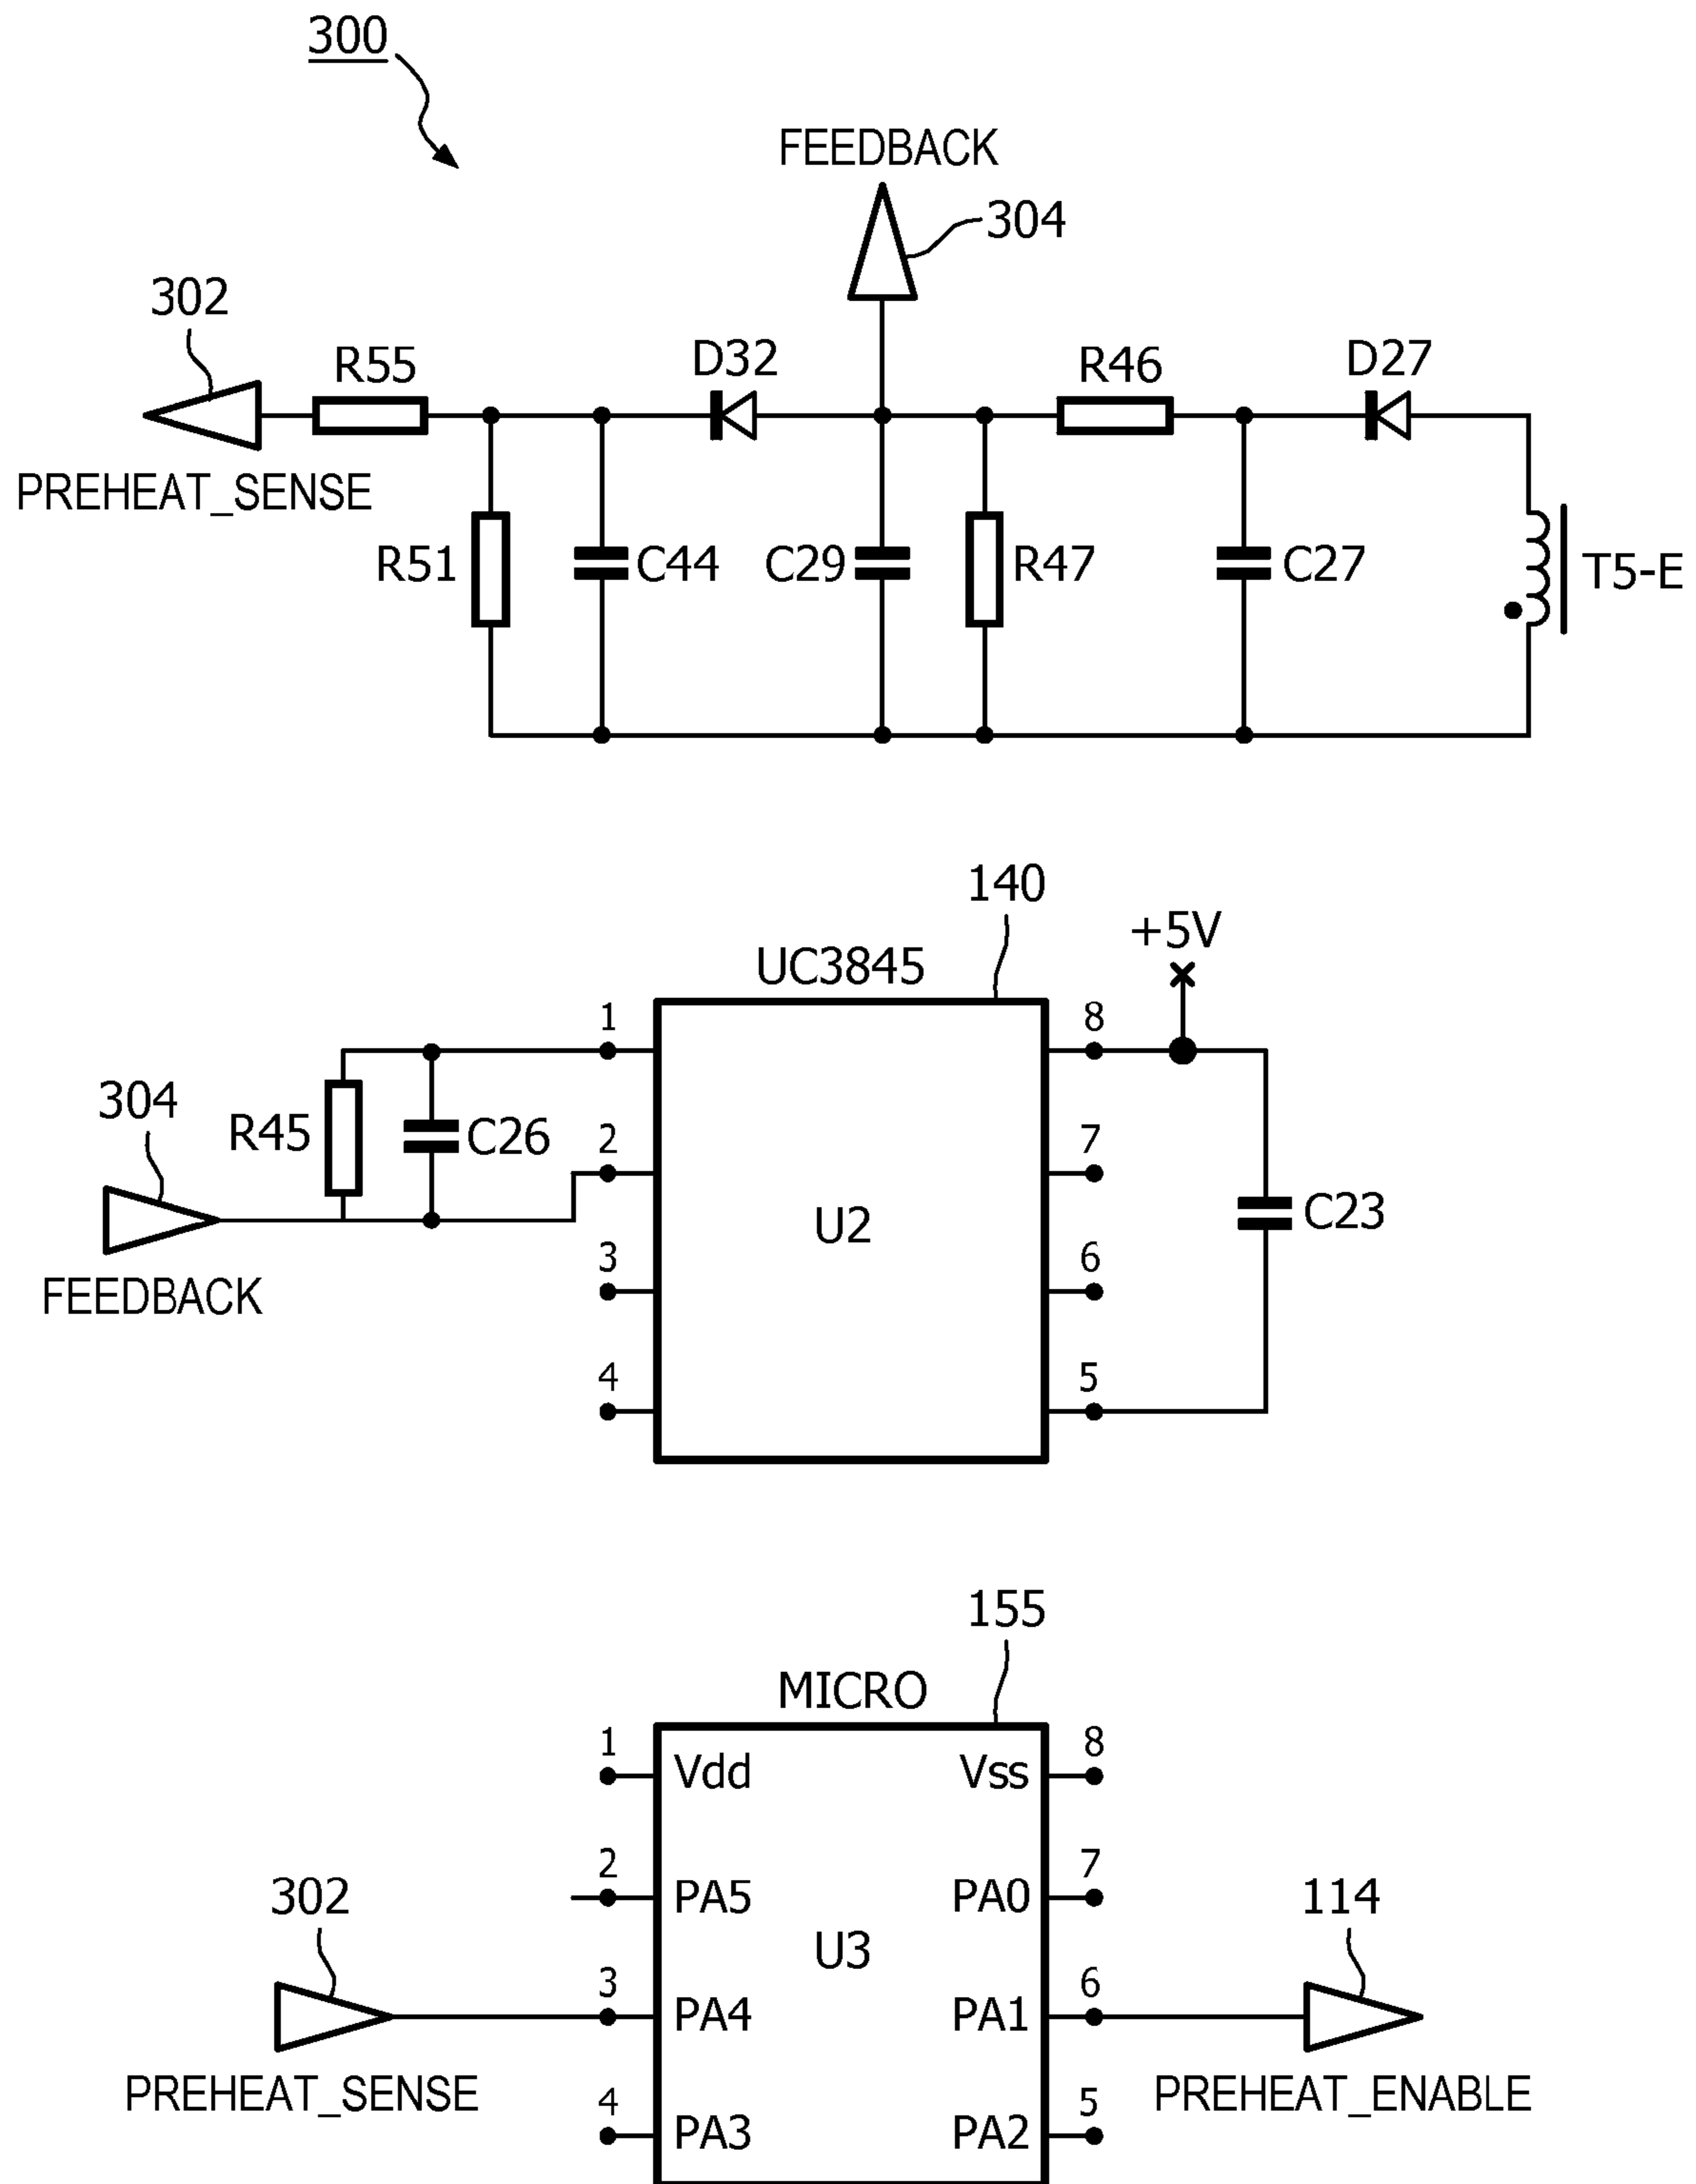 300
FEEDBACK
304
302
R55
D32
R46
D27
PREHEAT_SENSE
R51
C44
C29
R47
C27
T5-E
140
+5V
UC3845
1
8
304
R45
C26
2
7
U2
C23
3
6
FEEDBACK
4
5
155
MICRO
1
Vdd
Vss
8
2
PA5
PA0
7
302
U3
114
3
PA4
PA1
6
PREHEAT_SENSE
PREHEAT_ENABLE
4
PA3
PA2
5